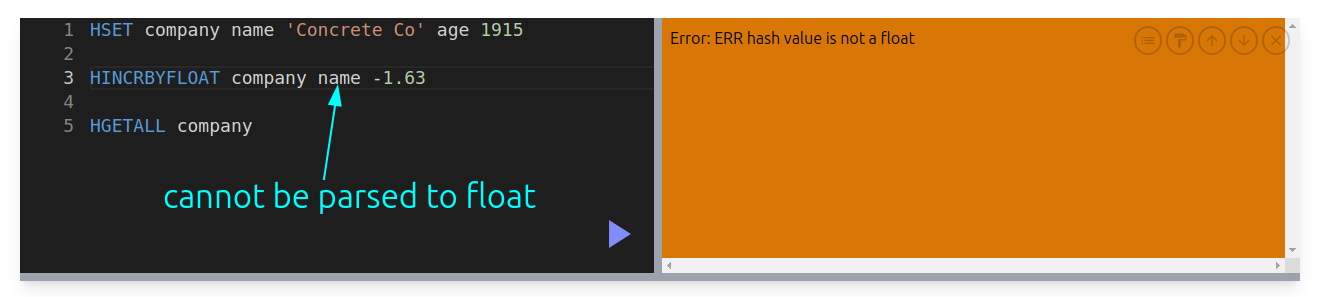 1 HSET company name 'Concrete Co' age 1915
2
3 HINCRBYFLOAT company name -1.63
4
5 HGETALL company
cannot be parsed to float
Error: ERR hash value is not a float